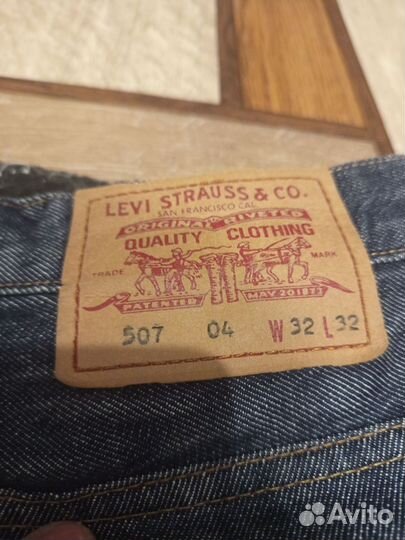 LEVI STRAUSS & CO.
SAN FRANCISCO CAL.
ORIGINAL RIVETED
QUALITY CLOTHING
TRADE MARK
PATENTED MAY 20 1873
507 04 W 32 L 32
Avito